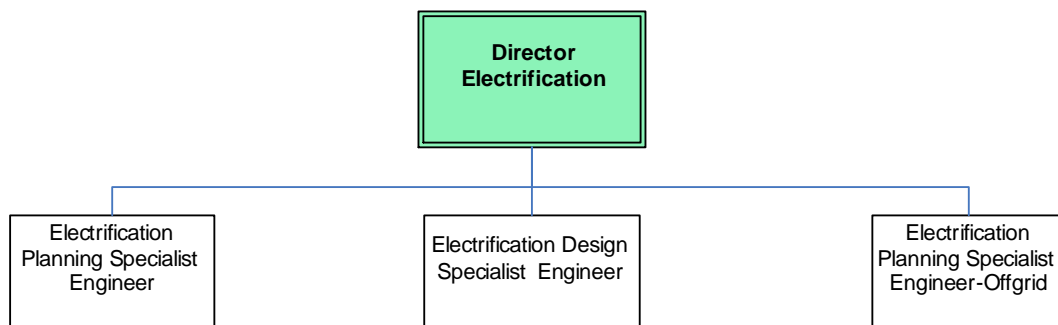 Director
Electrification
Electrification
Planning Specialist
Engineer
Electrification Design
Specialist Engineer
Electrification
Planning Specialist
Engineer-Offgrid